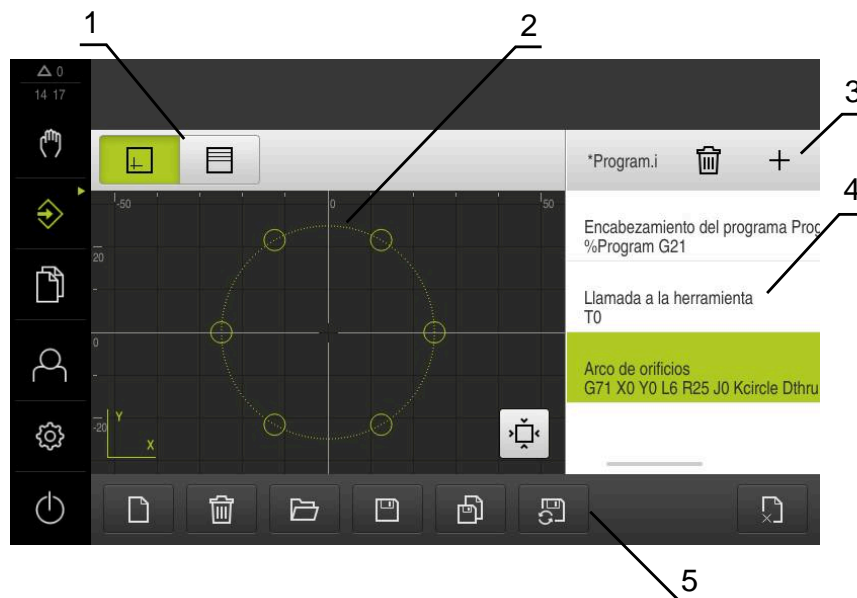 1
2
3
4
5
0
14 17
*Program.i
-50
0
50
20
0
-20
Y
X
Encabezamiento del programa Prog
%Program G21
Llamada a la herramienta
T0
Arco de orificios
G71 X0 Y0 L6 R25 J0 Kcircle Dthru